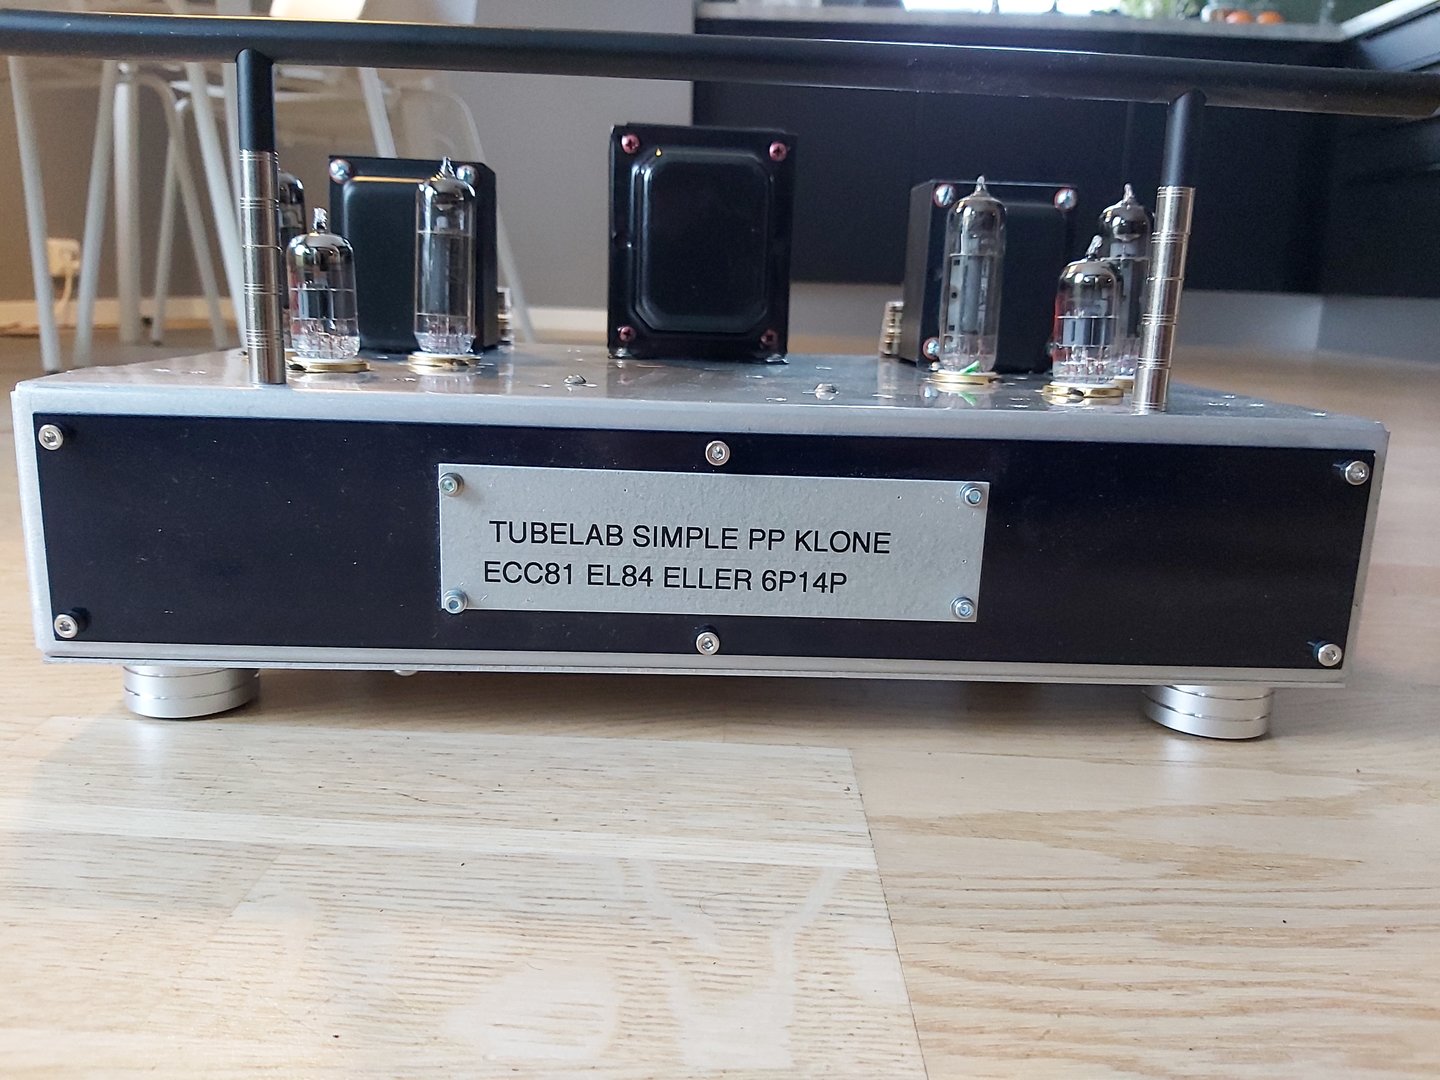 TUBELAB SIMPLE PP KLONE
ECC81 EL84 ELLER 6P14P